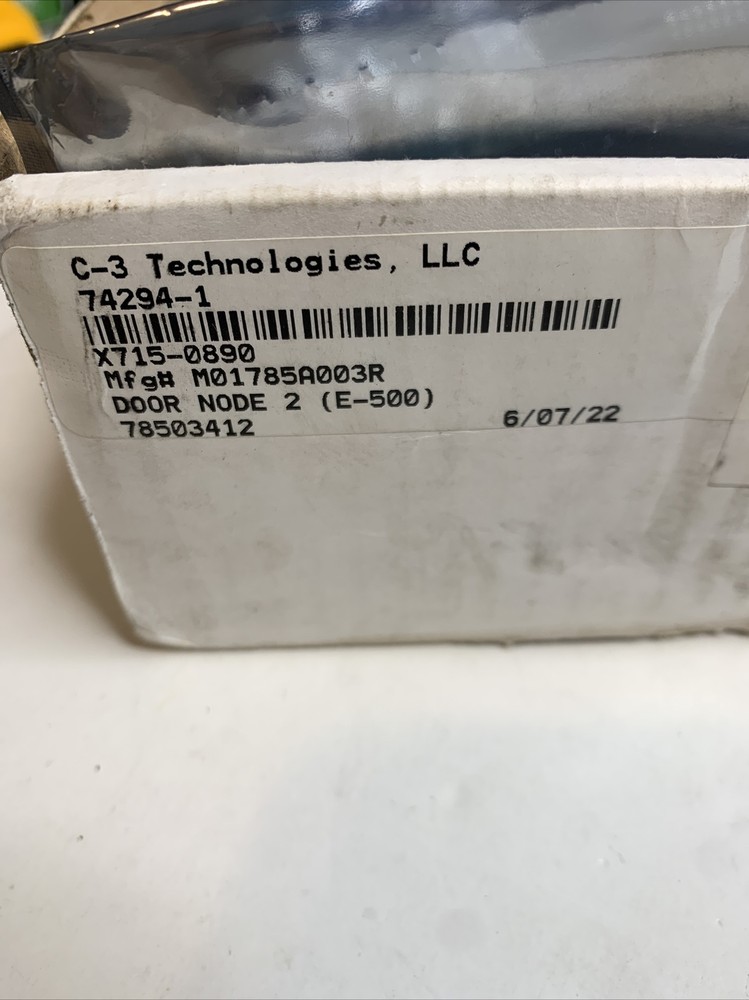 C-3 Technologies, LLC
74294-1
X715-0890
Mfg# M01785A003R
DOOR NODE 2 (E-500)
78503412 6/07/22